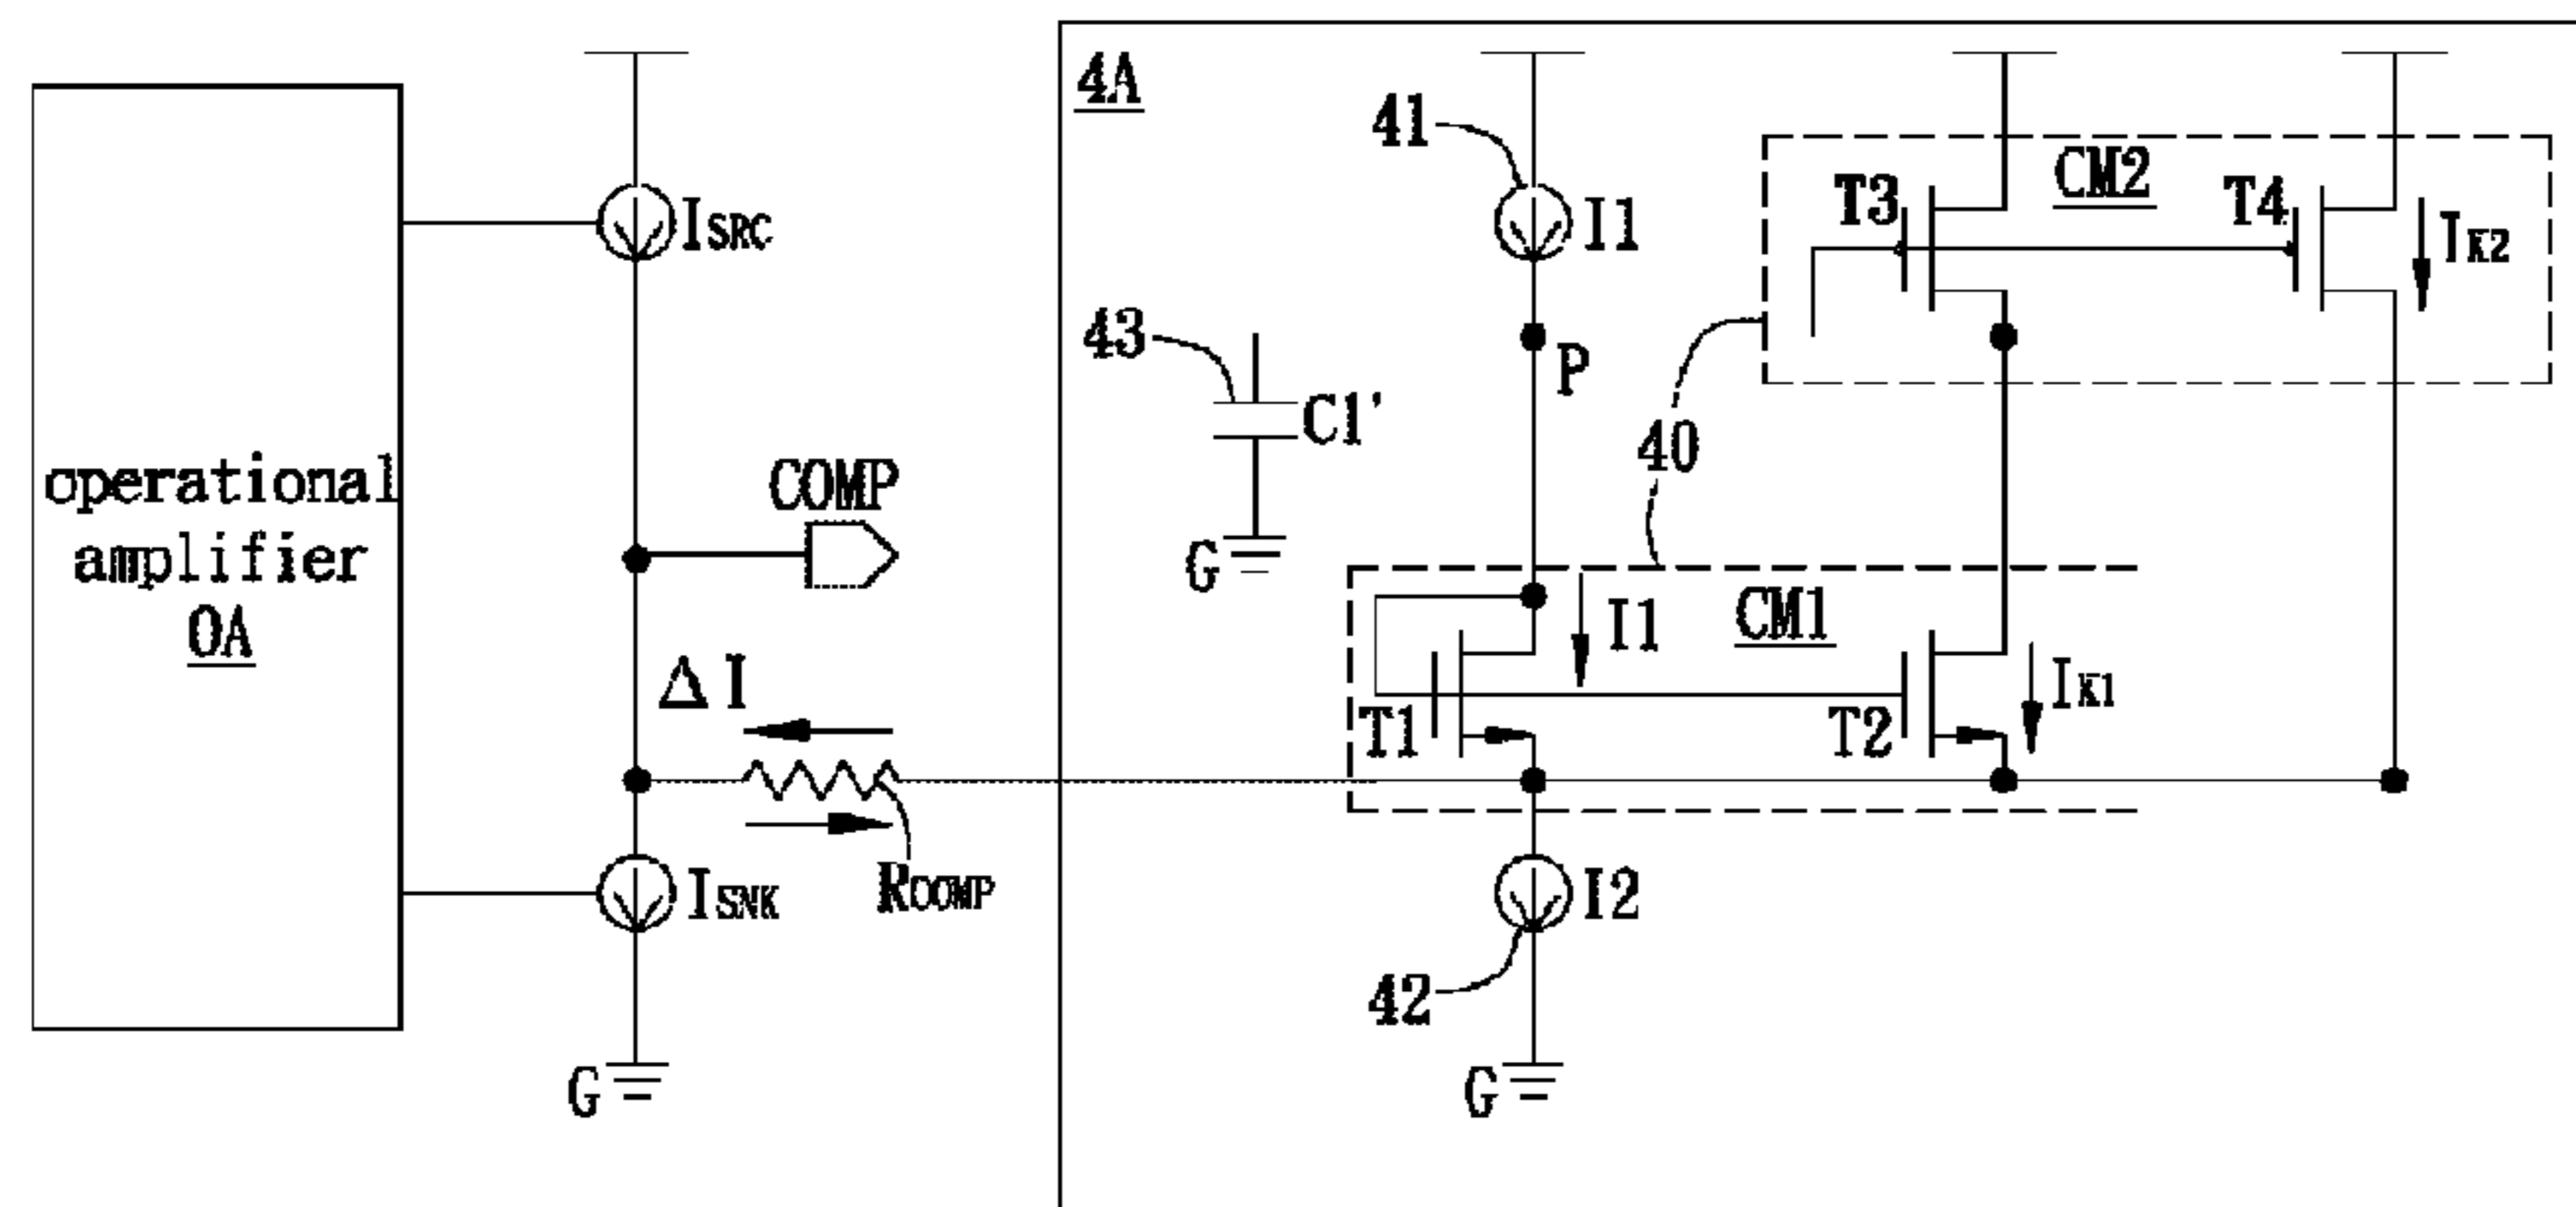 operational
amplifier
OA
ISRC
COMP
ΔI
RCOMP
ISNK
G
4A
41
I1
P
43
C1'
G
40
CM2
T3
T4
IK2
CM1
I1
T1
T2
IK1
I2
42
G